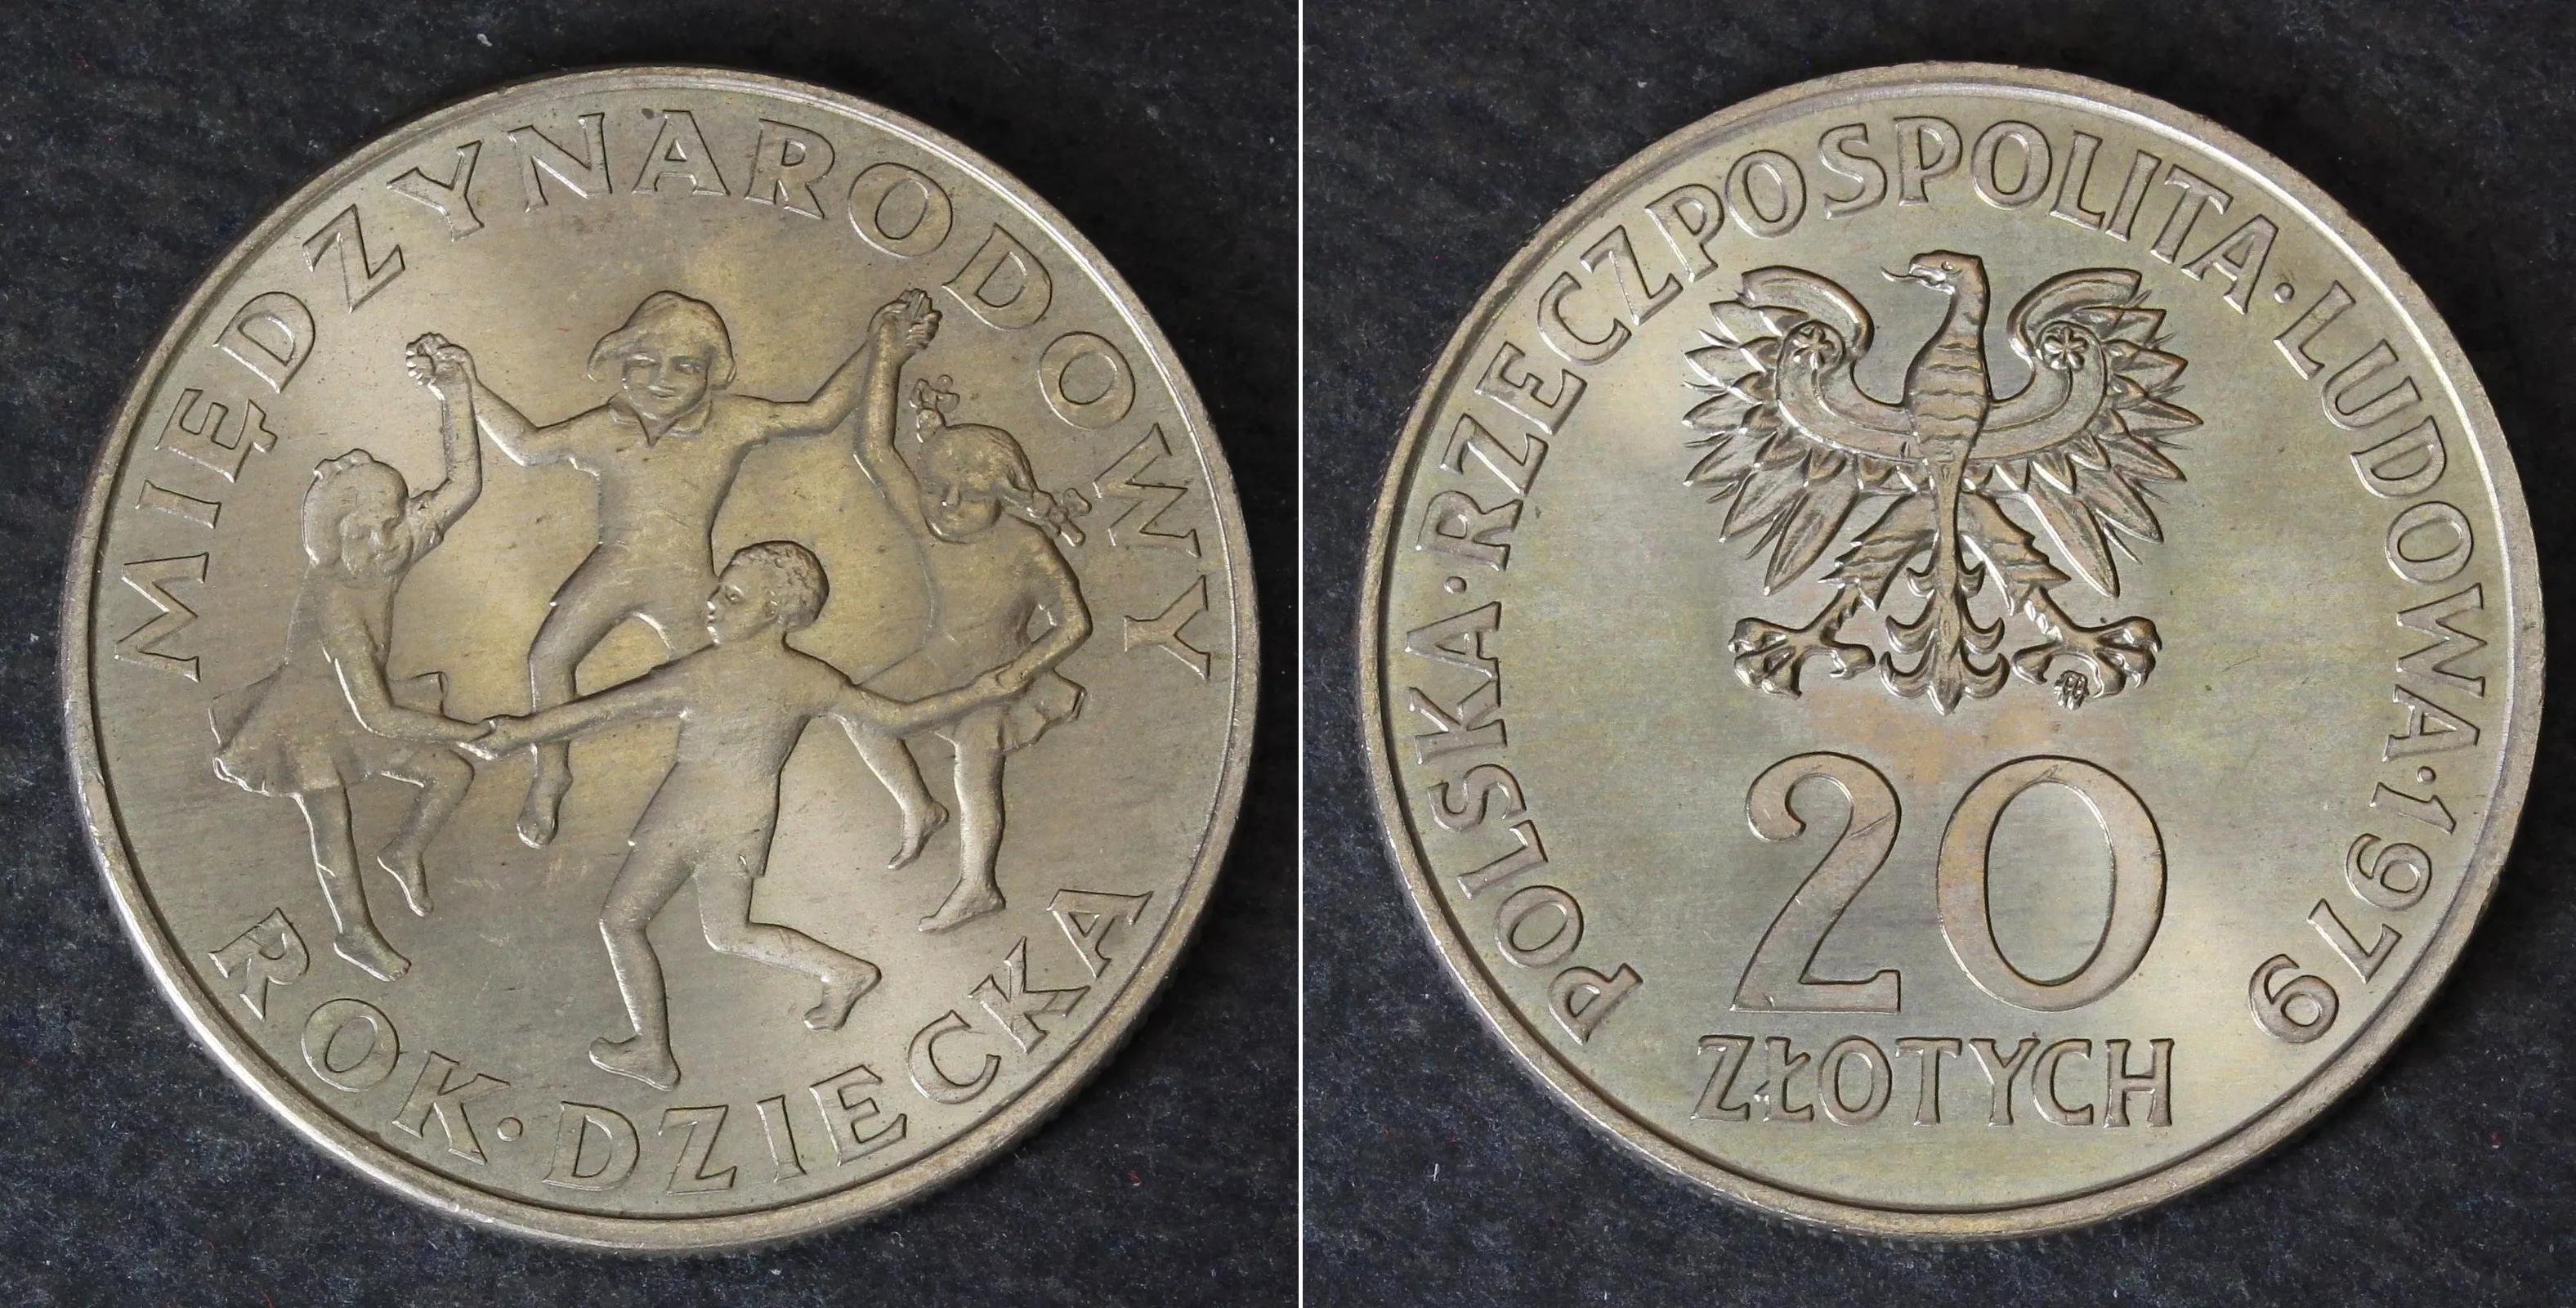 MIĘDZYNARODOWY
ROK·DZIECKA
POLSKA·RZECZPOSPOLITA·LUDOWA·1979
20
ZŁOTYCH